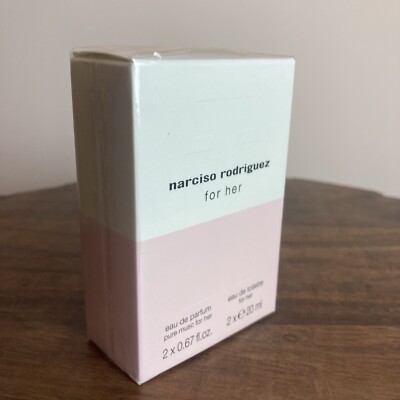 narciso rodriguez
for her
eau de parfum
pure musc for her
2 x 0.67 fl.oz.
eau de toilette
for her
2 x ℮ 20 ml